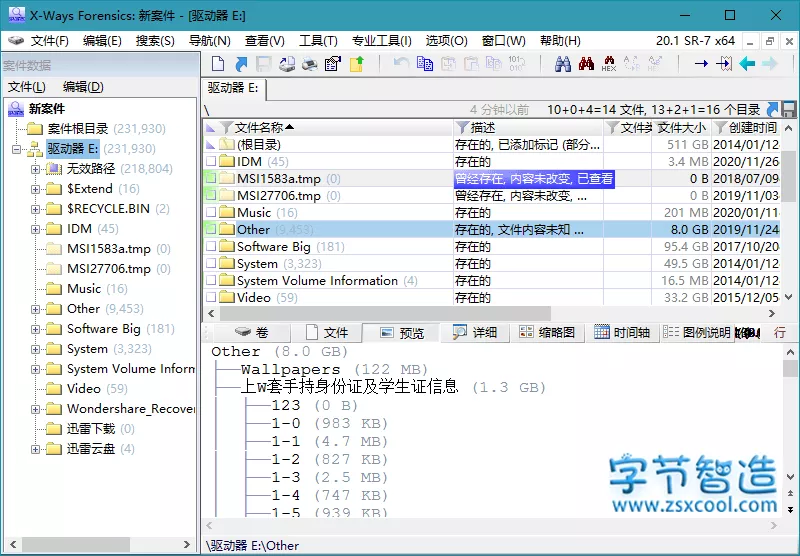 X-Ways Forensics: 新案件 - [驱动器 E:]
文件(F) 编辑(E) 搜索(S) 导航(N) 查看(V) 工具(T) 专业工具(I) 选项(O) 窗口(W) 帮助(H) 20.1 SR-7 x64
案件数据
文件(L) 编辑(D)
新案件
案件根目录 (231,930)
驱动器 E: (231,930)
无效路径 (218,804)
$Extend (16)
$RECYCLE.BIN (2)
IDM (45)
MSI1583a.tmp (0)
MSI27706.tmp (0)
Music (16)
Other (9,453)
Software Big (181)
System (3,323)
System Volume Inform
Video (59)
Wondershare_Recover
迅雷下载 (0)
迅雷云盘 (4)
驱动器 E:
\ 4 分钟以前 10+0+4=14 文件, 13+2+1=16 个目录
文件名称 描述 文件类 文件大小 创建时间
(根目录) 存在的, 已添加标记 (部分... 511 GB 2014/01/12
IDM (45) 存在的 3.4 MB 2020/11/26
MSI1583a.tmp (0) 曾经存在, 内容未改变, 已查看 0 B 2018/07/09
MSI27706.tmp (0) 曾经存在, 内容未改变, ... 0 B 2019/11/03
Music (16) 存在的 201 MB 2020/01/11
Other (9,453) 存在的, 文件内容未知 ... 8.0 GB 2019/11/24
Software Big (181) 存在的 95.4 GB 2017/10/20
System (3,323) 存在的 49.5 GB 2014/01/12
System Volume Information (4) 存在的 16.5 MB 2014/01/12
Video (59) 存在的 33.2 GB 2015/12/05
卷 文件 预览 详细 缩略图 时间轴 图例说明 行
Other (8.0 GB)
Wallpapers (122 MB)
上W套手持身份证及学生证信息 (1.3 GB)
123 (0 B)
1-0 (983 KB)
1-1 (4.7 MB)
1-2 (827 KB)
1-3 (2.5 MB)
1-4 (747 KB)
1-5 (939 KB)
字节智造
www.zsxcool.com
\驱动器 E:\Other